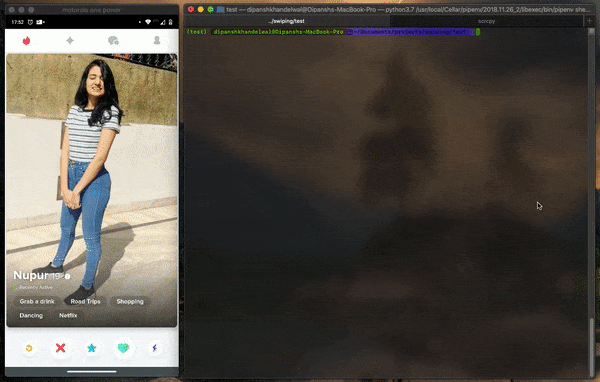 motorola one power
17:52
Nupur 19
Recently Active
Grab a drink Road Trips Shopping
Dancing Netflix
test — dipanshkhandelwal@Dipanshs-MacBook-Pro — python3.7 /usr/local/Cellar/pipenv/2018.11.26_2/libexec/bin/pipenv she...
../swiping/test
scrcpy
(test) dipanshkhandelwal@Dipanshs-MacBook-Pro ~/Documents/projects/swiping/test